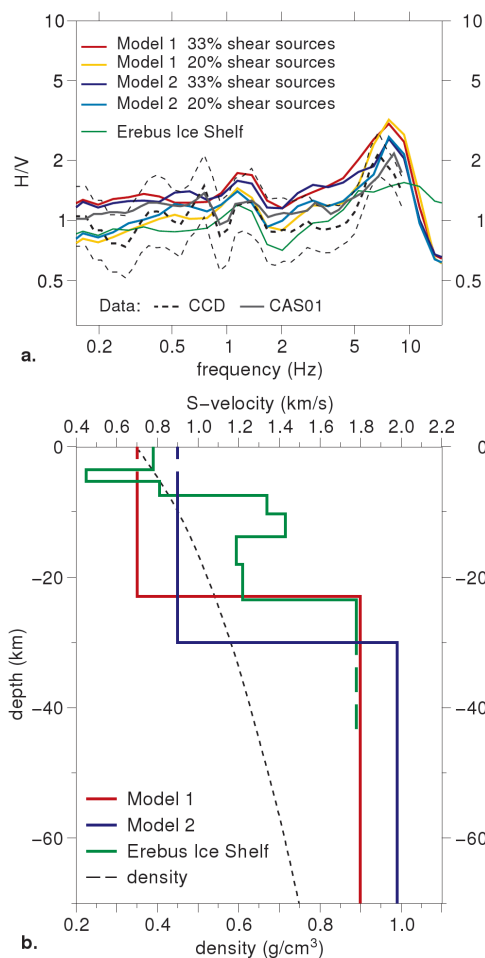 10 10
5 5
2 2
1 1
0.5 0.5
H/V
Model 1 33% shear sources
Model 1 20% shear sources
Model 2 33% shear sources
Model 2 20% shear sources
Erebus Ice Shelf
Data: CCD CAS01
0.2 0.5 1 2 5 10
a. frequency (Hz)
S−velocity (km/s)
0.4 0.6 0.8 1.0 1.2 1.4 1.6 1.8 2.0 2.2
0 0
−20 −20
−40 −40
−60 −60
depth (km)
Model 1
Model 2
Erebus Ice Shelf
density
0.2 0.4 0.6 0.8 1.0
b. density (g/cm³)